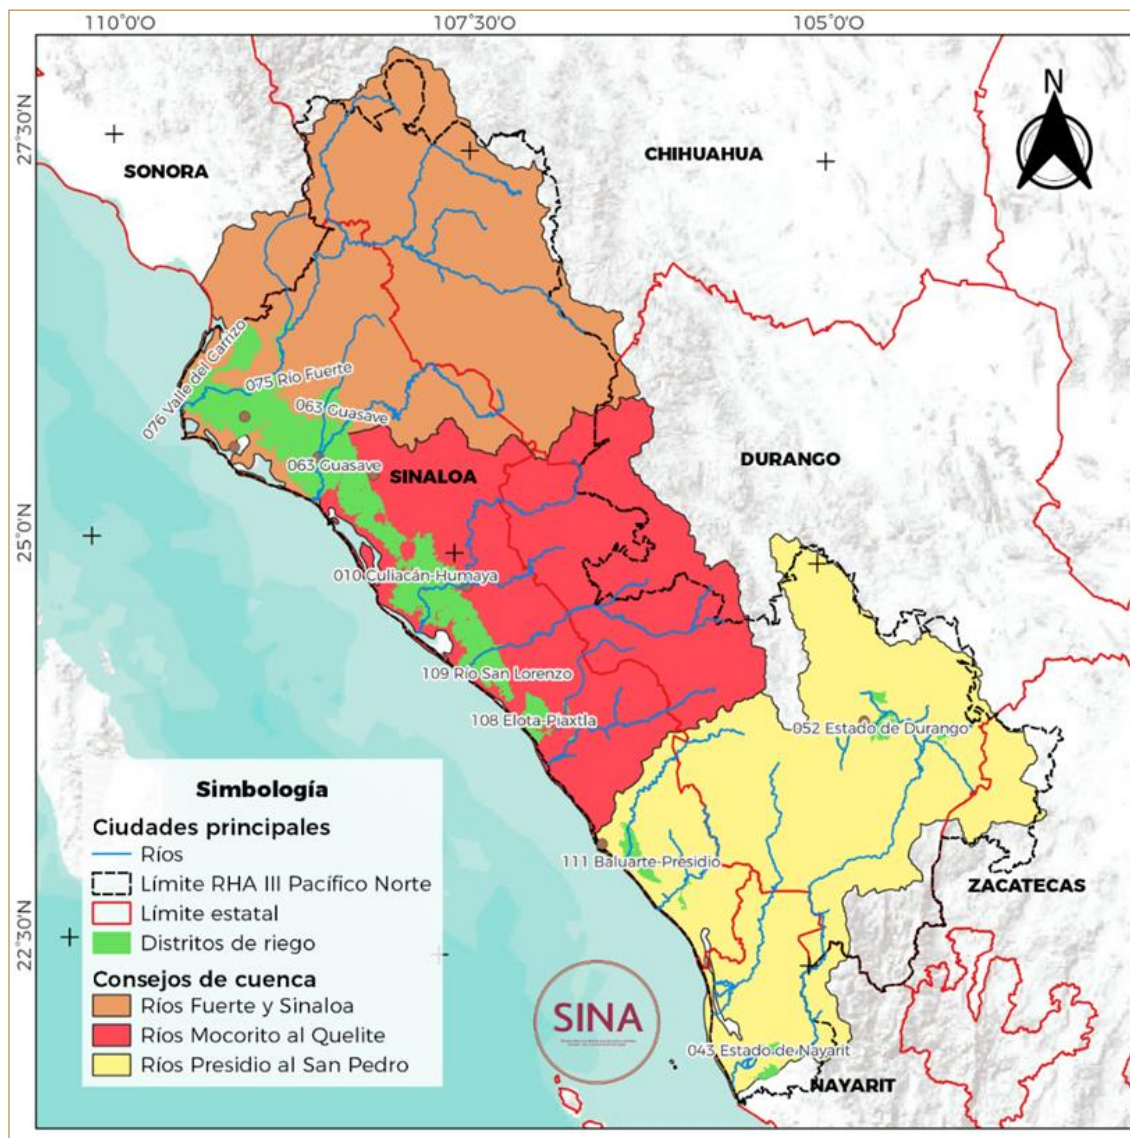 110°0'O
107°30'O
105°0'O
27°30'N
25°0'N
22°30'N
N
SONORA
CHIHUAHUA
076 Valle del Carrizo
075 Río Fuerte
063 Guasave
063 Guasave
SINALOA
DURANGO
010 Culiacán-Humaya
109 Río San Lorenzo
108 Elota-Piaxtla
052 Estado de Durango
111 Baluarte-Presidio
ZACATECAS
043 Estado de Nayarit
NAYARIT
Simbología
Ciudades principales
Ríos
Límite RHA III Pacífico Norte
Límite estatal
Distritos de riego
Consejos de cuenca
Ríos Fuerte y Sinaloa
Ríos Mocorito al Quelite
Ríos Presidio al San Pedro
SINA